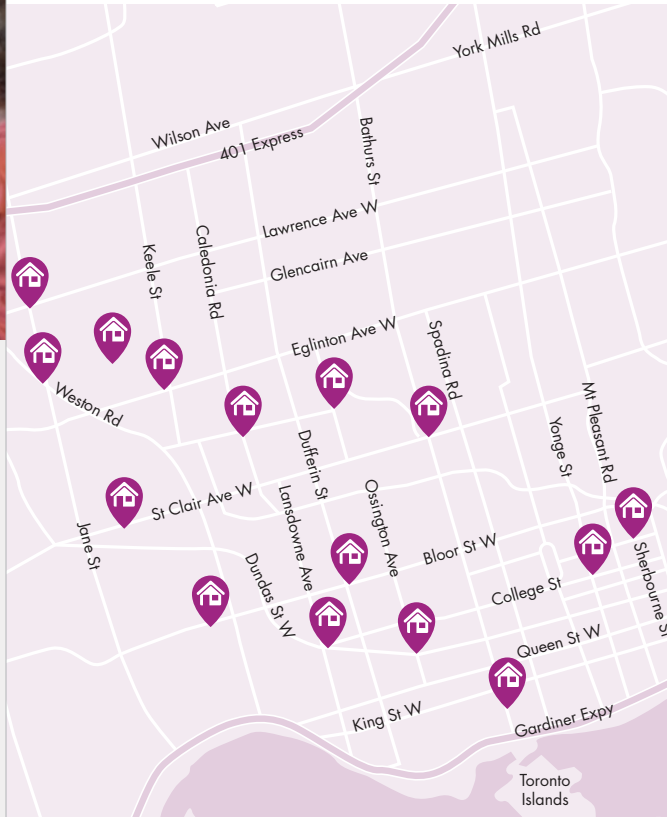 York Mills Rd
Wilson Ave
401 Express
Bathurs St
Lawrence Ave W
Keele St
Caledonia Rd
Glencairn Ave
Eglinton Ave W
Spadina Rd
Weston Rd
Mt Pleasant Rd
Yonge St
Dufferin St
St Clair Ave W
Lansdowne Ave
Ossington Ave
Jane St
Bloor St W
Dundas St W
Sherbourne St
College St
Queen St W
King St W
Gardiner Expy
Toronto
Islands